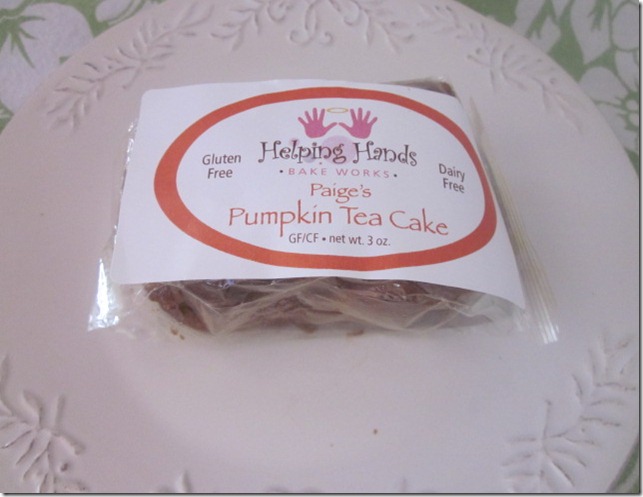 Helping Hands
• BAKE WORKS •
Gluten
Free
Dairy
Free
Paige's
Pumpkin Tea Cake
GF/CF • net wt. 3 oz.